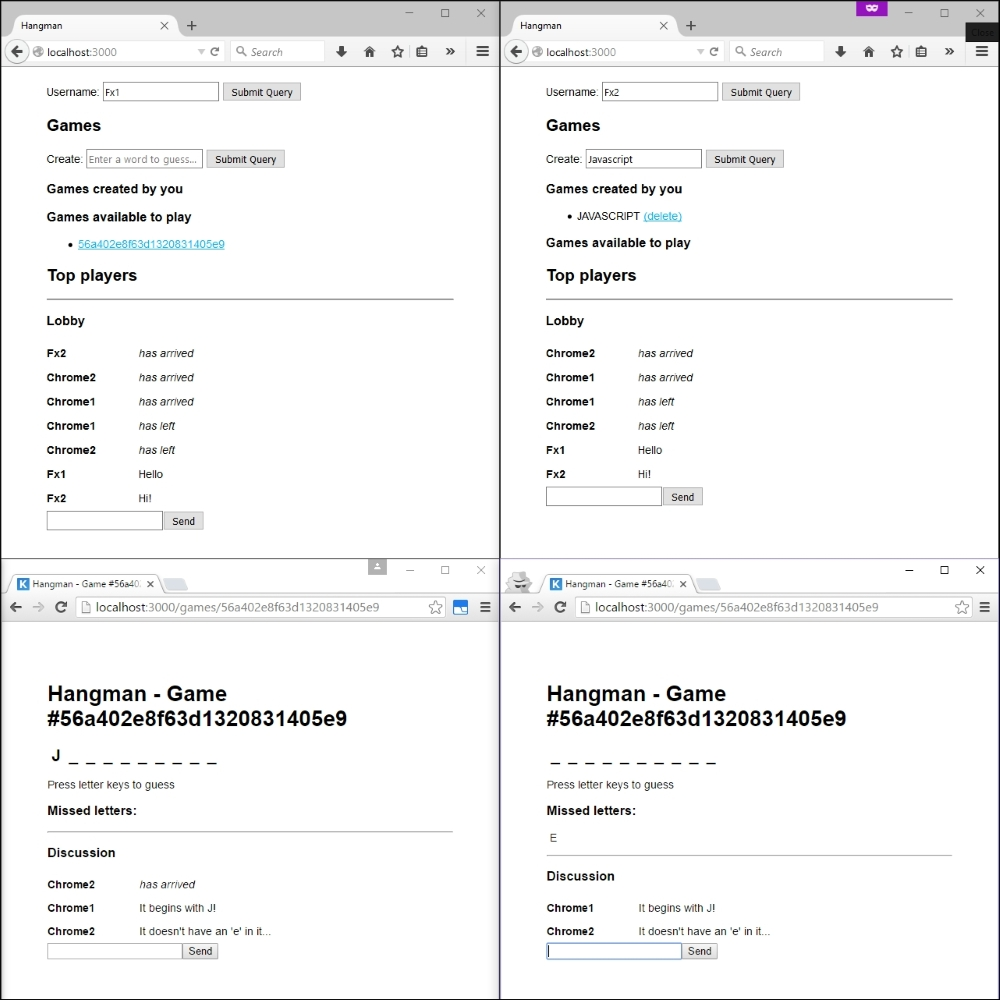 Hangman
localhost:3000
Search
Username: Fx1 Submit Query
Games
Create: Enter a word to guess... Submit Query
Games created by you
Games available to play
56a402e8f63d1320831405e9
Top players
Lobby
Fx2 has arrived
Chrome2 has arrived
Chrome1 has arrived
Chrome1 has left
Chrome2 has left
Fx1 Hello
Fx2 Hi!
Send
Hangman
Close
localhost:3000
Search
Username: Fx2 Submit Query
Games
Create: Javascript Submit Query
Games created by you
JAVASCRIPT (delete)
Games available to play
Top players
Lobby
Chrome2 has arrived
Chrome1 has arrived
Chrome1 has left
Chrome2 has left
Fx1 Hello
Fx2 Hi!
Send
K Hangman - Game #56a402
localhost:3000/games/56a402e8f63d1320831405e9
Hangman - Game
#56a402e8f63d1320831405e9
J _ _ _ _ _ _ _ _ _
Press letter keys to guess
Missed letters:
Discussion
Chrome2 has arrived
Chrome1 It begins with J!
Chrome2 It doesn't have an 'e' in it...
Send
K Hangman - Game #56a402
localhost:3000/games/56a402e8f63d1320831405e9
Hangman - Game
#56a402e8f63d1320831405e9
_ _ _ _ _ _ _ _ _ _
Press letter keys to guess
Missed letters:
E
Discussion
Chrome1 It begins with J!
Chrome2 It doesn't have an 'e' in it...
Send